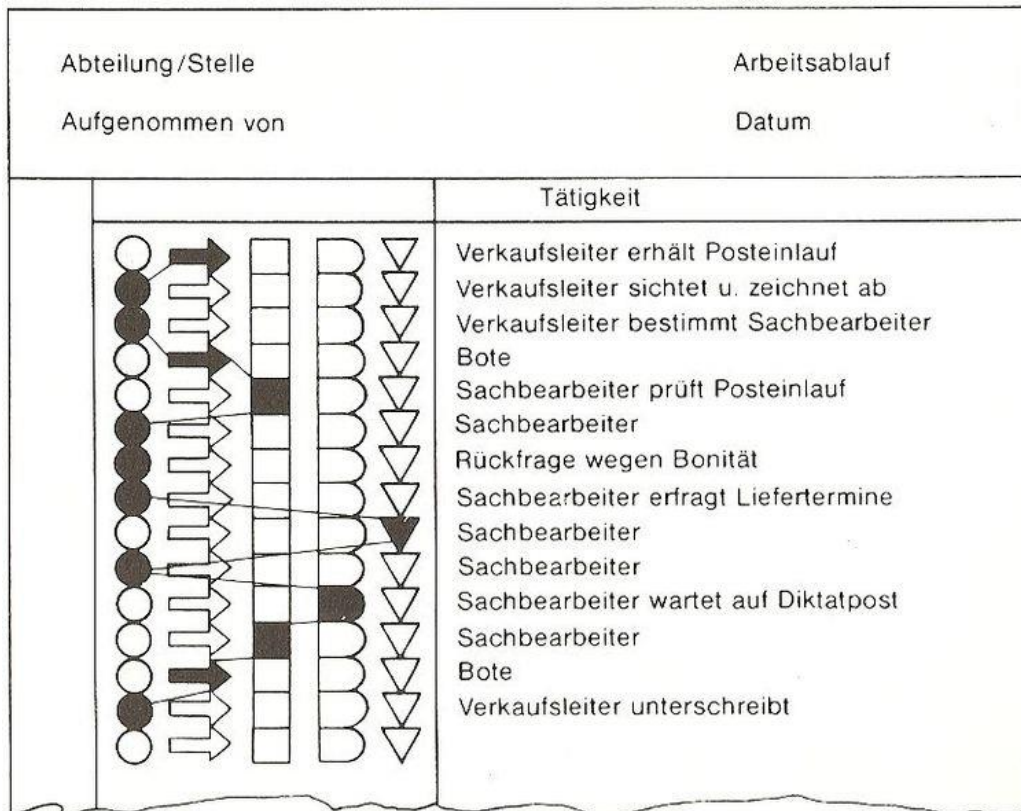 Abteilung/Stelle Arbeitsablauf
Aufgenommen von Datum
Tätigkeit
Verkaufsleiter erhält Posteinlauf
Verkaufsleiter sichtet u. zeichnet ab
Verkaufsleiter bestimmt Sachbearbeiter
Bote
Sachbearbeiter prüft Posteinlauf
Sachbearbeiter
Rückfrage wegen Bonität
Sachbearbeiter erfragt Liefertermine
Sachbearbeiter
Sachbearbeiter
Sachbearbeiter wartet auf Diktatpost
Sachbearbeiter
Bote
Verkaufsleiter unterschreibt